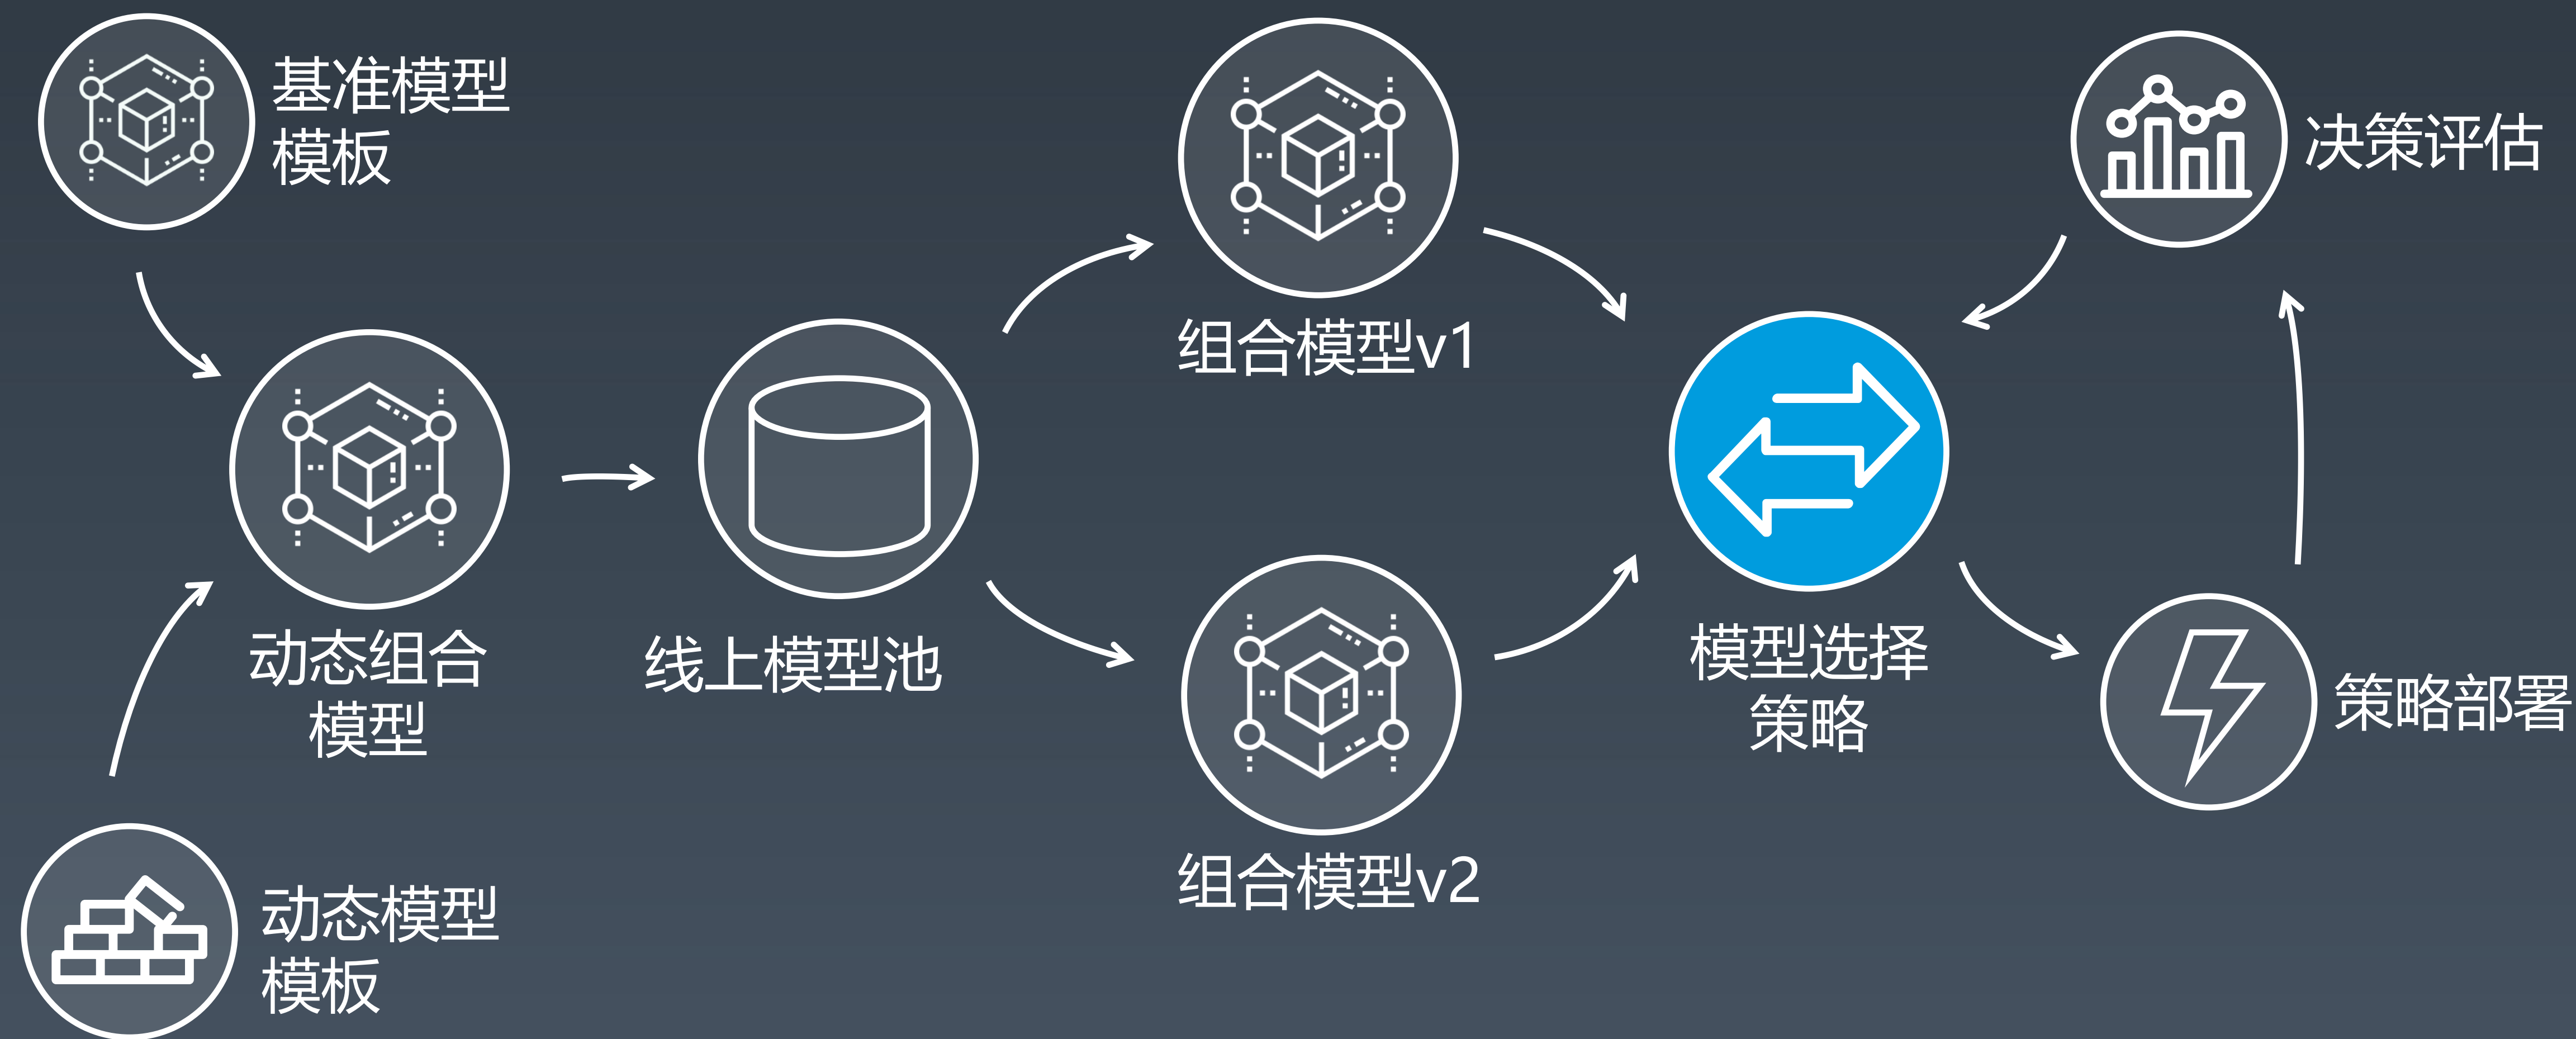 基准模型
模板
动态组合
模型
动态模型
模板
线上模型池
组合模型v1
组合模型v2
模型选择
策略
决策评估
策略部署